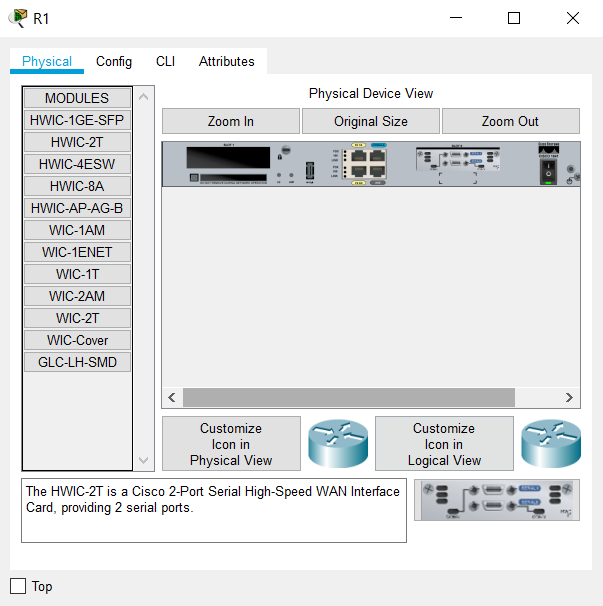 R1
Physical
Config
CLI
Attributes
MODULES
HWIC-1GE-SFP
HWIC-2T
HWIC-4ESW
HWIC-8A
HWIC-AP-AG-B
WIC-1AM
WIC-1ENET
WIC-1T
WIC-2AM
WIC-2T
WIC-Cover
GLC-LH-SMD
Physical Device View
Zoom In
Original Size
Zoom Out
Customize
Icon in
Physical View
Customize
Icon in
Logical View
The HWIC-2T is a Cisco 2-Port Serial High-Speed WAN Interface
Card, providing 2 serial ports.
Top